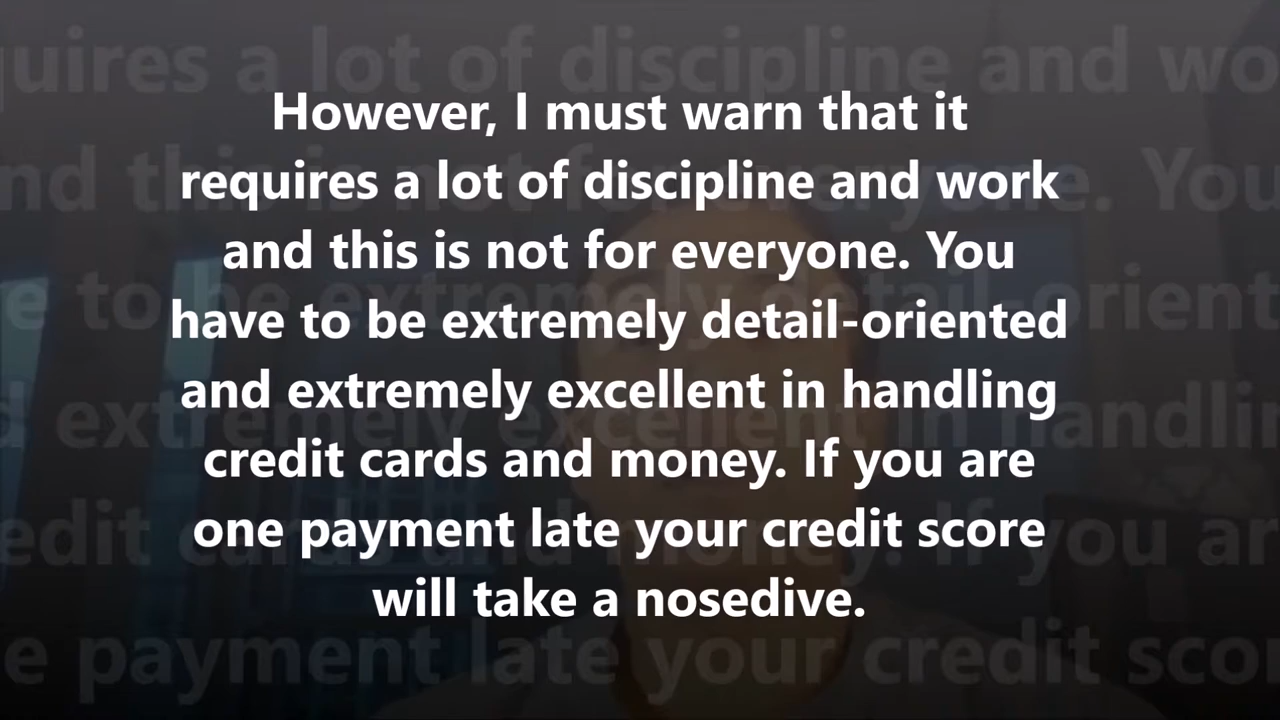 However, I must warn that it
requires a lot of discipline and work
and this is not for everyone. You
have to be extremely detail-oriented
and extremely excellent in handling
credit cards and money. If you are
one payment late your credit score
will take a nosedive.